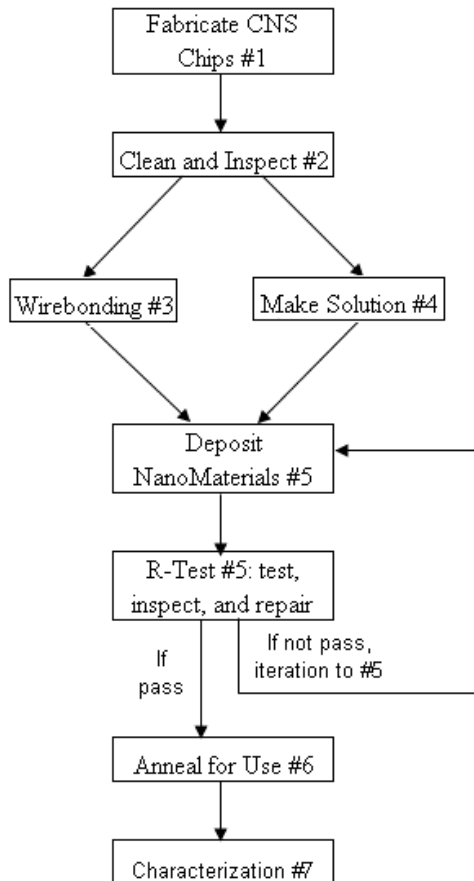 Fabricate CNS
Chips #1
Clean and Inspect #2
Wirebonding #3
Make Solution #4
Deposit
NanoMaterials #5
R-Test #5: test,
inspect, and repair
If
pass
If not pass,
iteration to #5
Anneal for Use #6
Characterization #7